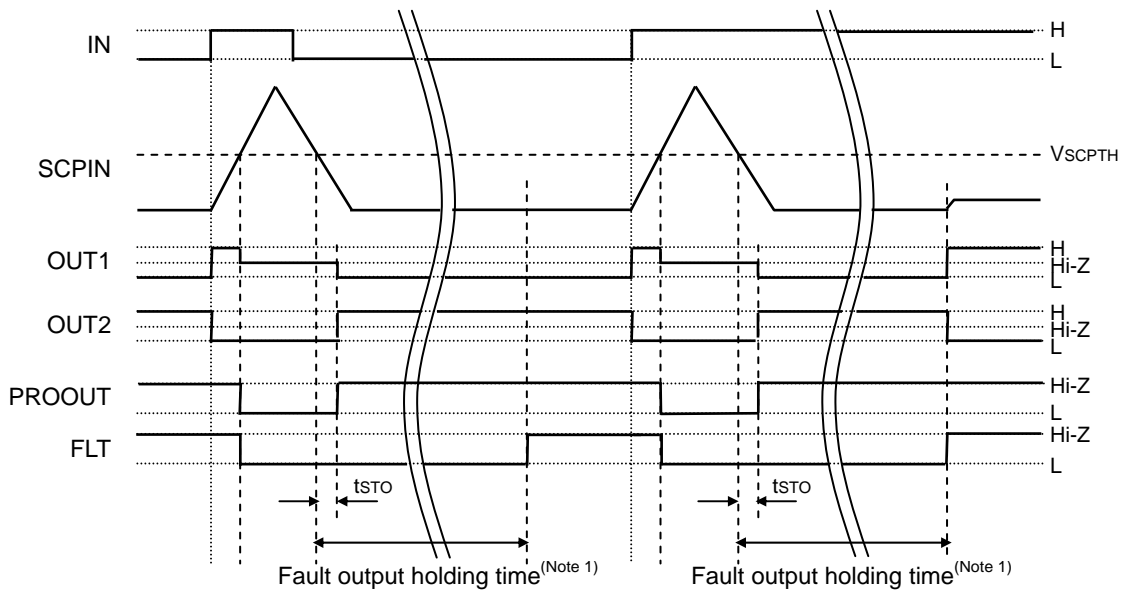 IN
H
L
SCPIN
VSCPTH
OUT1
H
Hi-Z
L
OUT2
H
Hi-Z
L
PROOUT
Hi-Z
L
FLT
Hi-Z
L
tSTO
tSTO
Fault output holding time(Note 1)
Fault output holding time(Note 1)